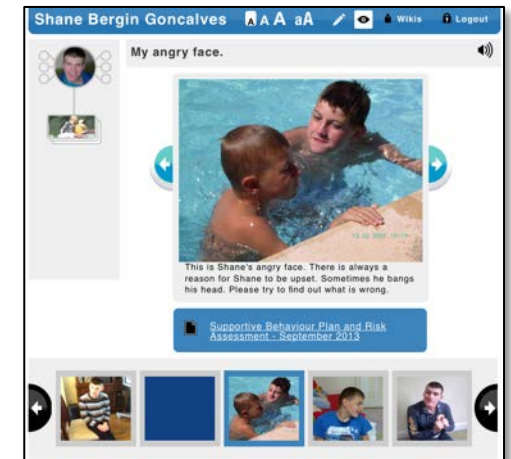 Shane Bergin Goncalves A A A aA Wikis Logout
My angry face.
This is Shane's angry face. There is always a
reason for Shane to be upset. Sometimes he bangs
his head. Please try to find out what is wrong.
Supportive Behaviour Plan and Risk
Assessment - September 2013